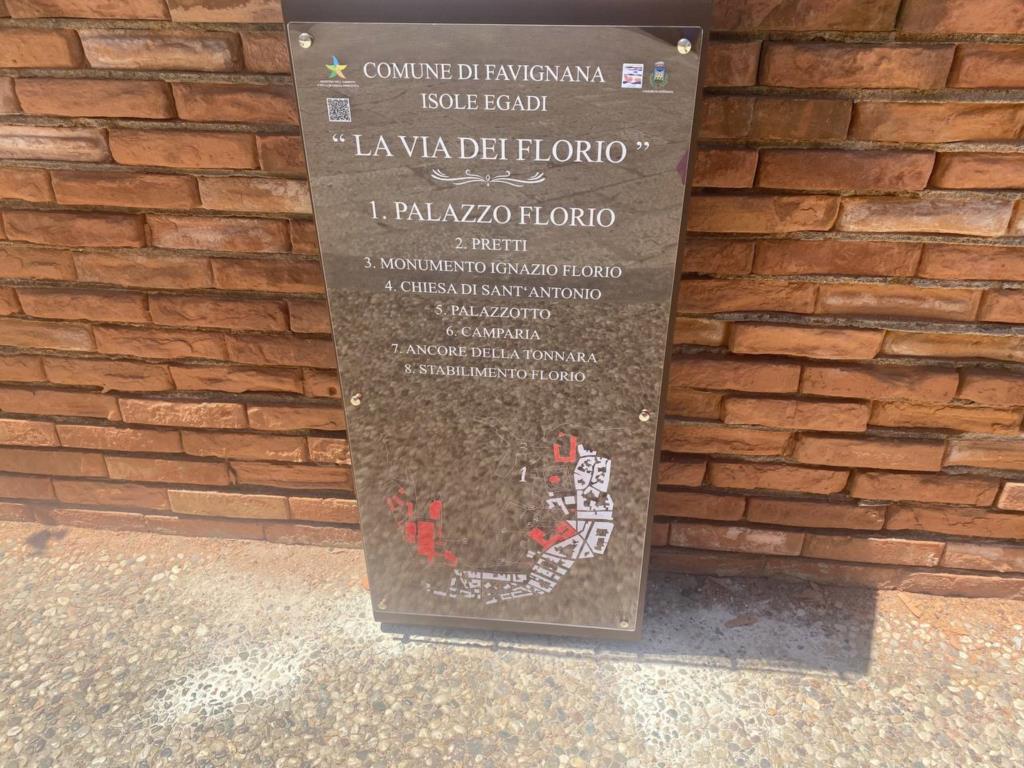 COMUNE DI FAVIGNANA
ISOLE EGADI
“ LA VIA DEI FLORIO ”
1. PALAZZO FLORIO
2. PRETTI
3. MONUMENTO IGNAZIO FLORIO
4. CHIESA DI SANT‘ANTONIO
5. PALAZZOTTO
6. CAMPARIA
7. ANCORE DELLA TONNARA
8. STABILIMENTO FLORIO
1